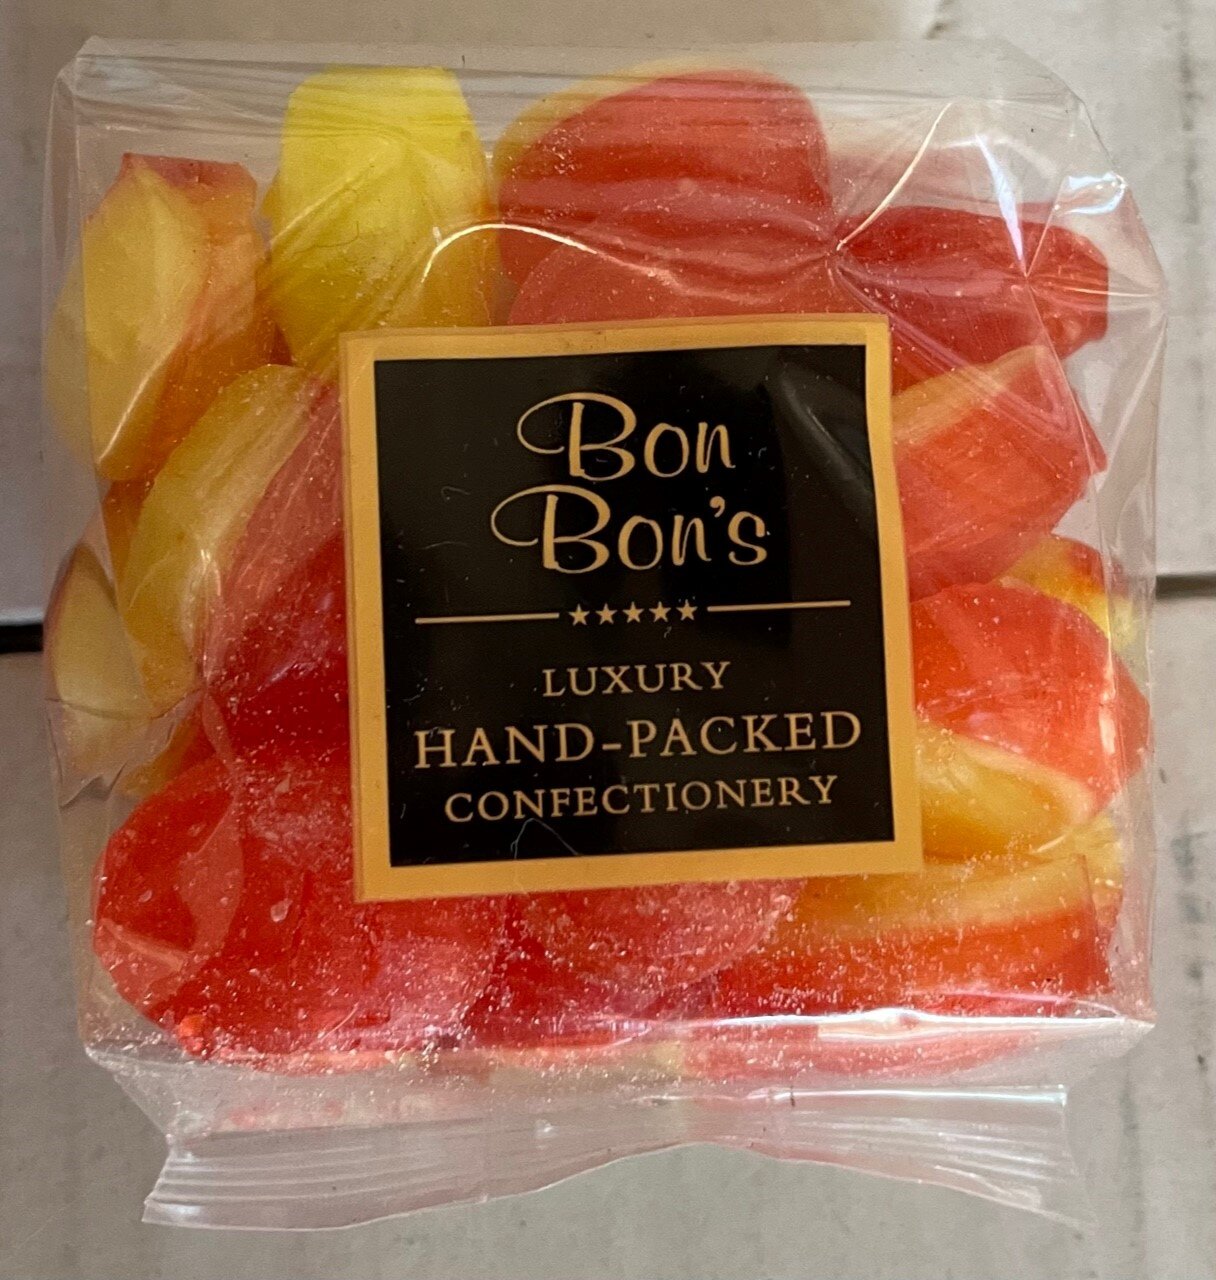 Bon
Bon's
LUXURY
HAND-PACKED
CONFECTIONERY